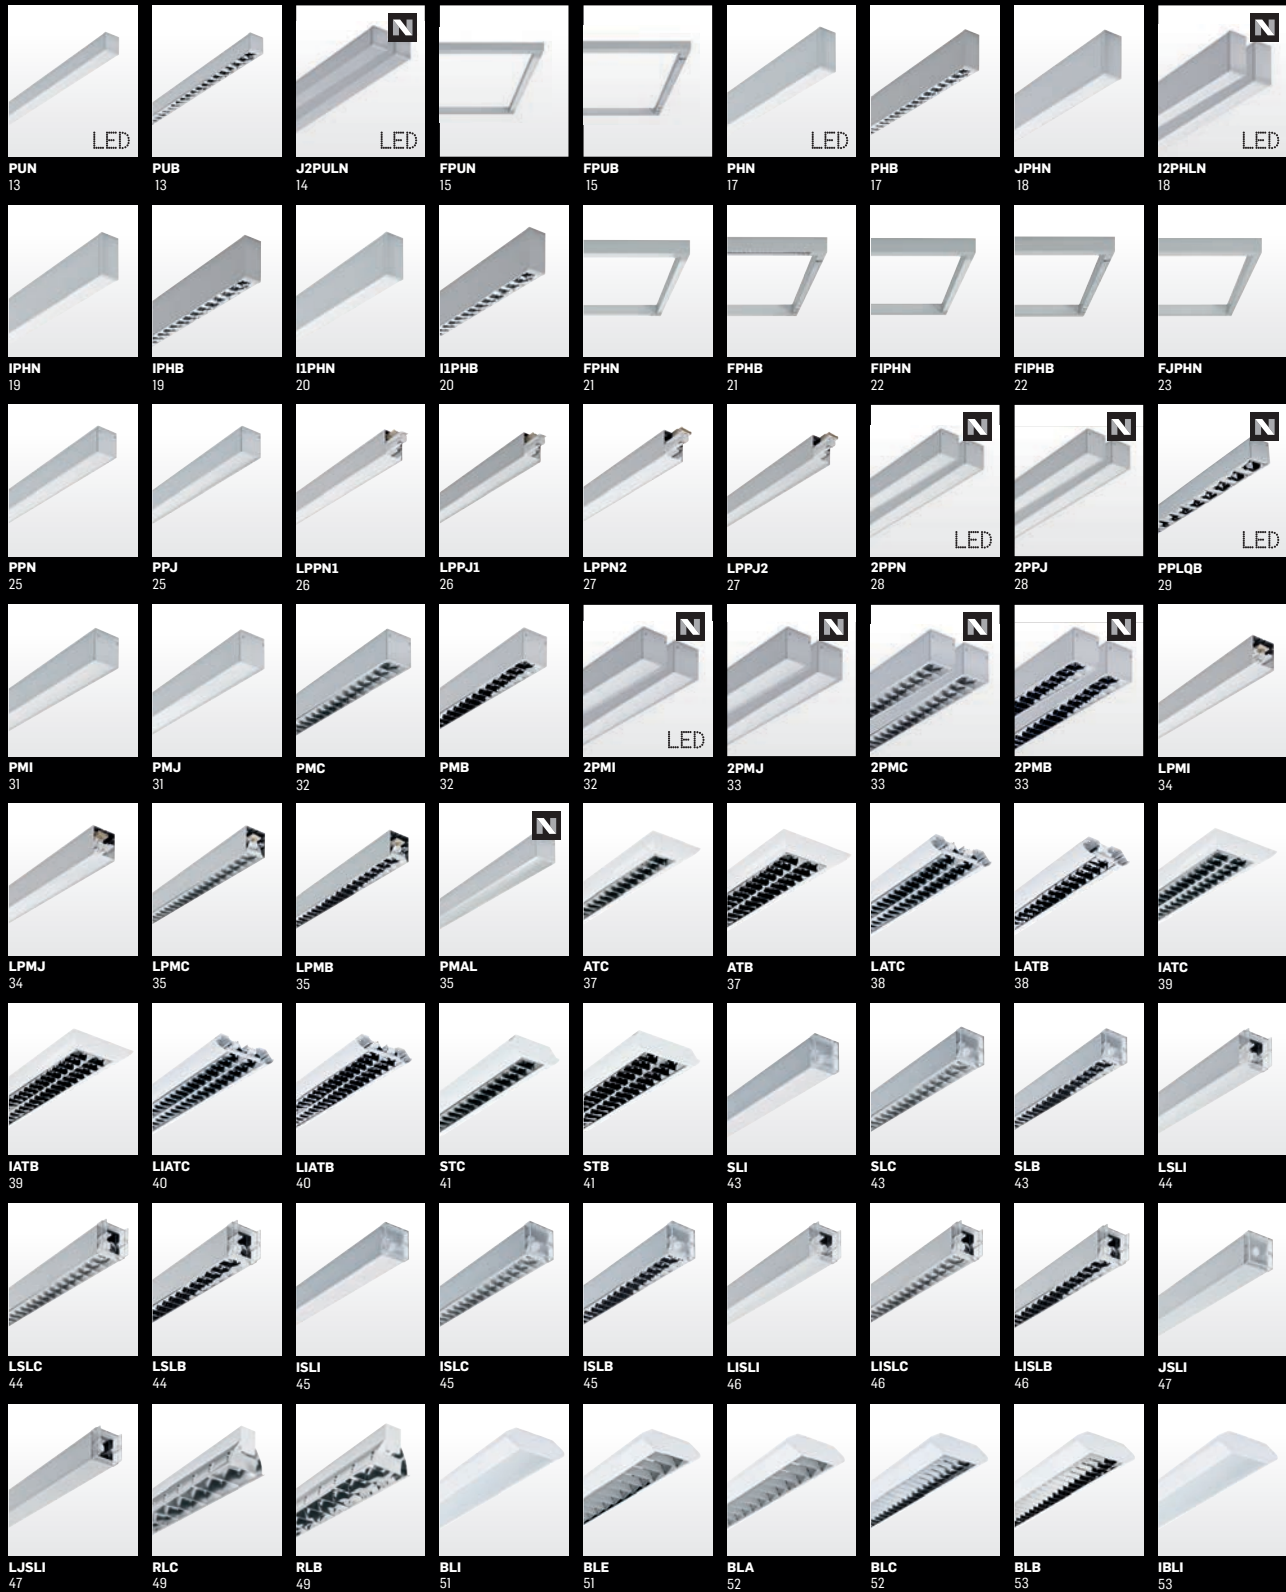 N N
LED LED LED LED
PUN PUB J2PULN FPUN FPUB PHN PHB JPHN I2PHLN
13 13 14 15 15 17 17 18 18
IPHN IPHB I1PHN I1PHB FPHN FPHB FIPHN FIPHB FJPHN
19 19 20 20 21 21 22 22 23
N N N
LED LED
PPN PPJ LPPN1 LPPJ1 LPPN2 LPPJ2 2PPN 2PPJ PPLQB
25 25 26 26 27 27 28 28 29
N N N N
LED
PMI PMJ PMC PMB 2PMI 2PMJ 2PMC 2PMB LPMI
31 31 32 32 32 33 33 33 34
N
LPMJ LPMC LPMB PMAL ATC ATB LATC LATB IATC
34 35 35 35 37 37 38 38 39
IATB LIATC LIATB STC STB SLI SLC SLB LSLI
39 40 40 41 41 43 43 43 44
LSLC LSLB ISLI ISLC ISLB LISLI LISLC LISLB JSLI
44 44 45 45 45 46 46 46 47
LJSLI RLC RLB BLI BLE BLA BLC BLB IBLI
47 49 49 51 51 52 52 53 53